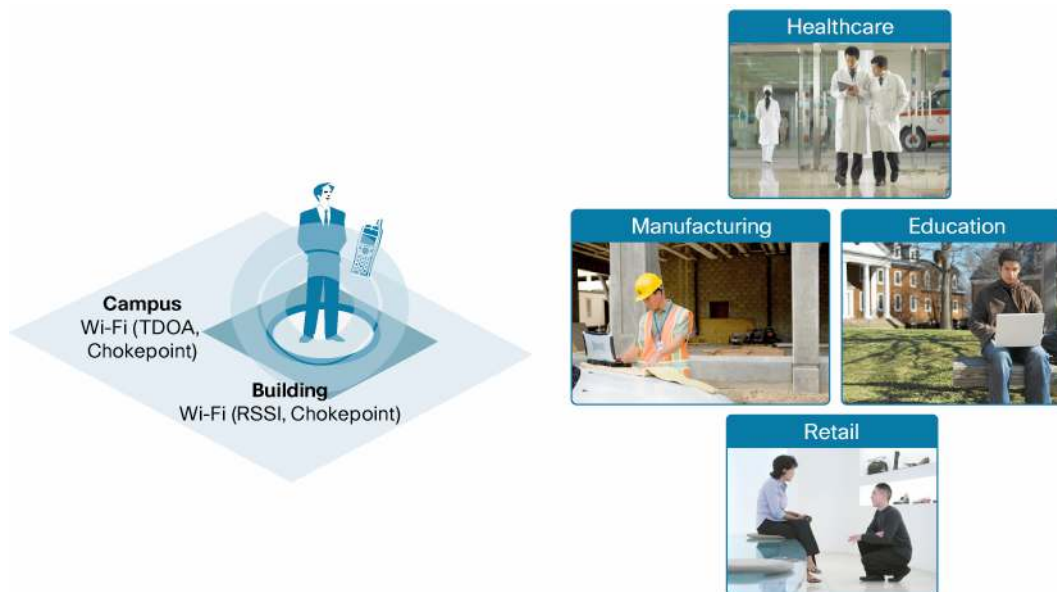 Healthcare
Manufacturing
Education
Campus
Wi-Fi (TDOA,
Chokepoint)
Building
Wi-Fi (RSSI, Chokepoint)
Retail